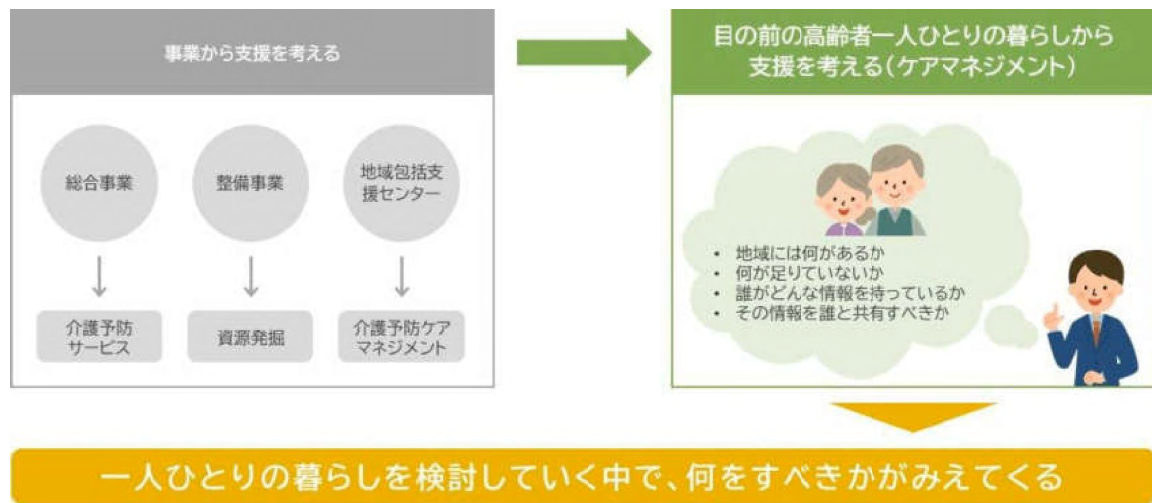 事業から支援を考える
目の前の高齢者一人ひとりの暮らしから
支援を考える(ケアマネジメント)
総合事業
整備事業
地域包括支
援センター
介護予防
サービス
資源発掘
介護予防ケア
マネジメント
• 地域には何があるか
• 何が足りていないか
• 誰がどんな情報を持っているか
• その情報を誰と共有すべきか
一人ひとりの暮らしを検討していく中で、何をすべきかがみえてくる